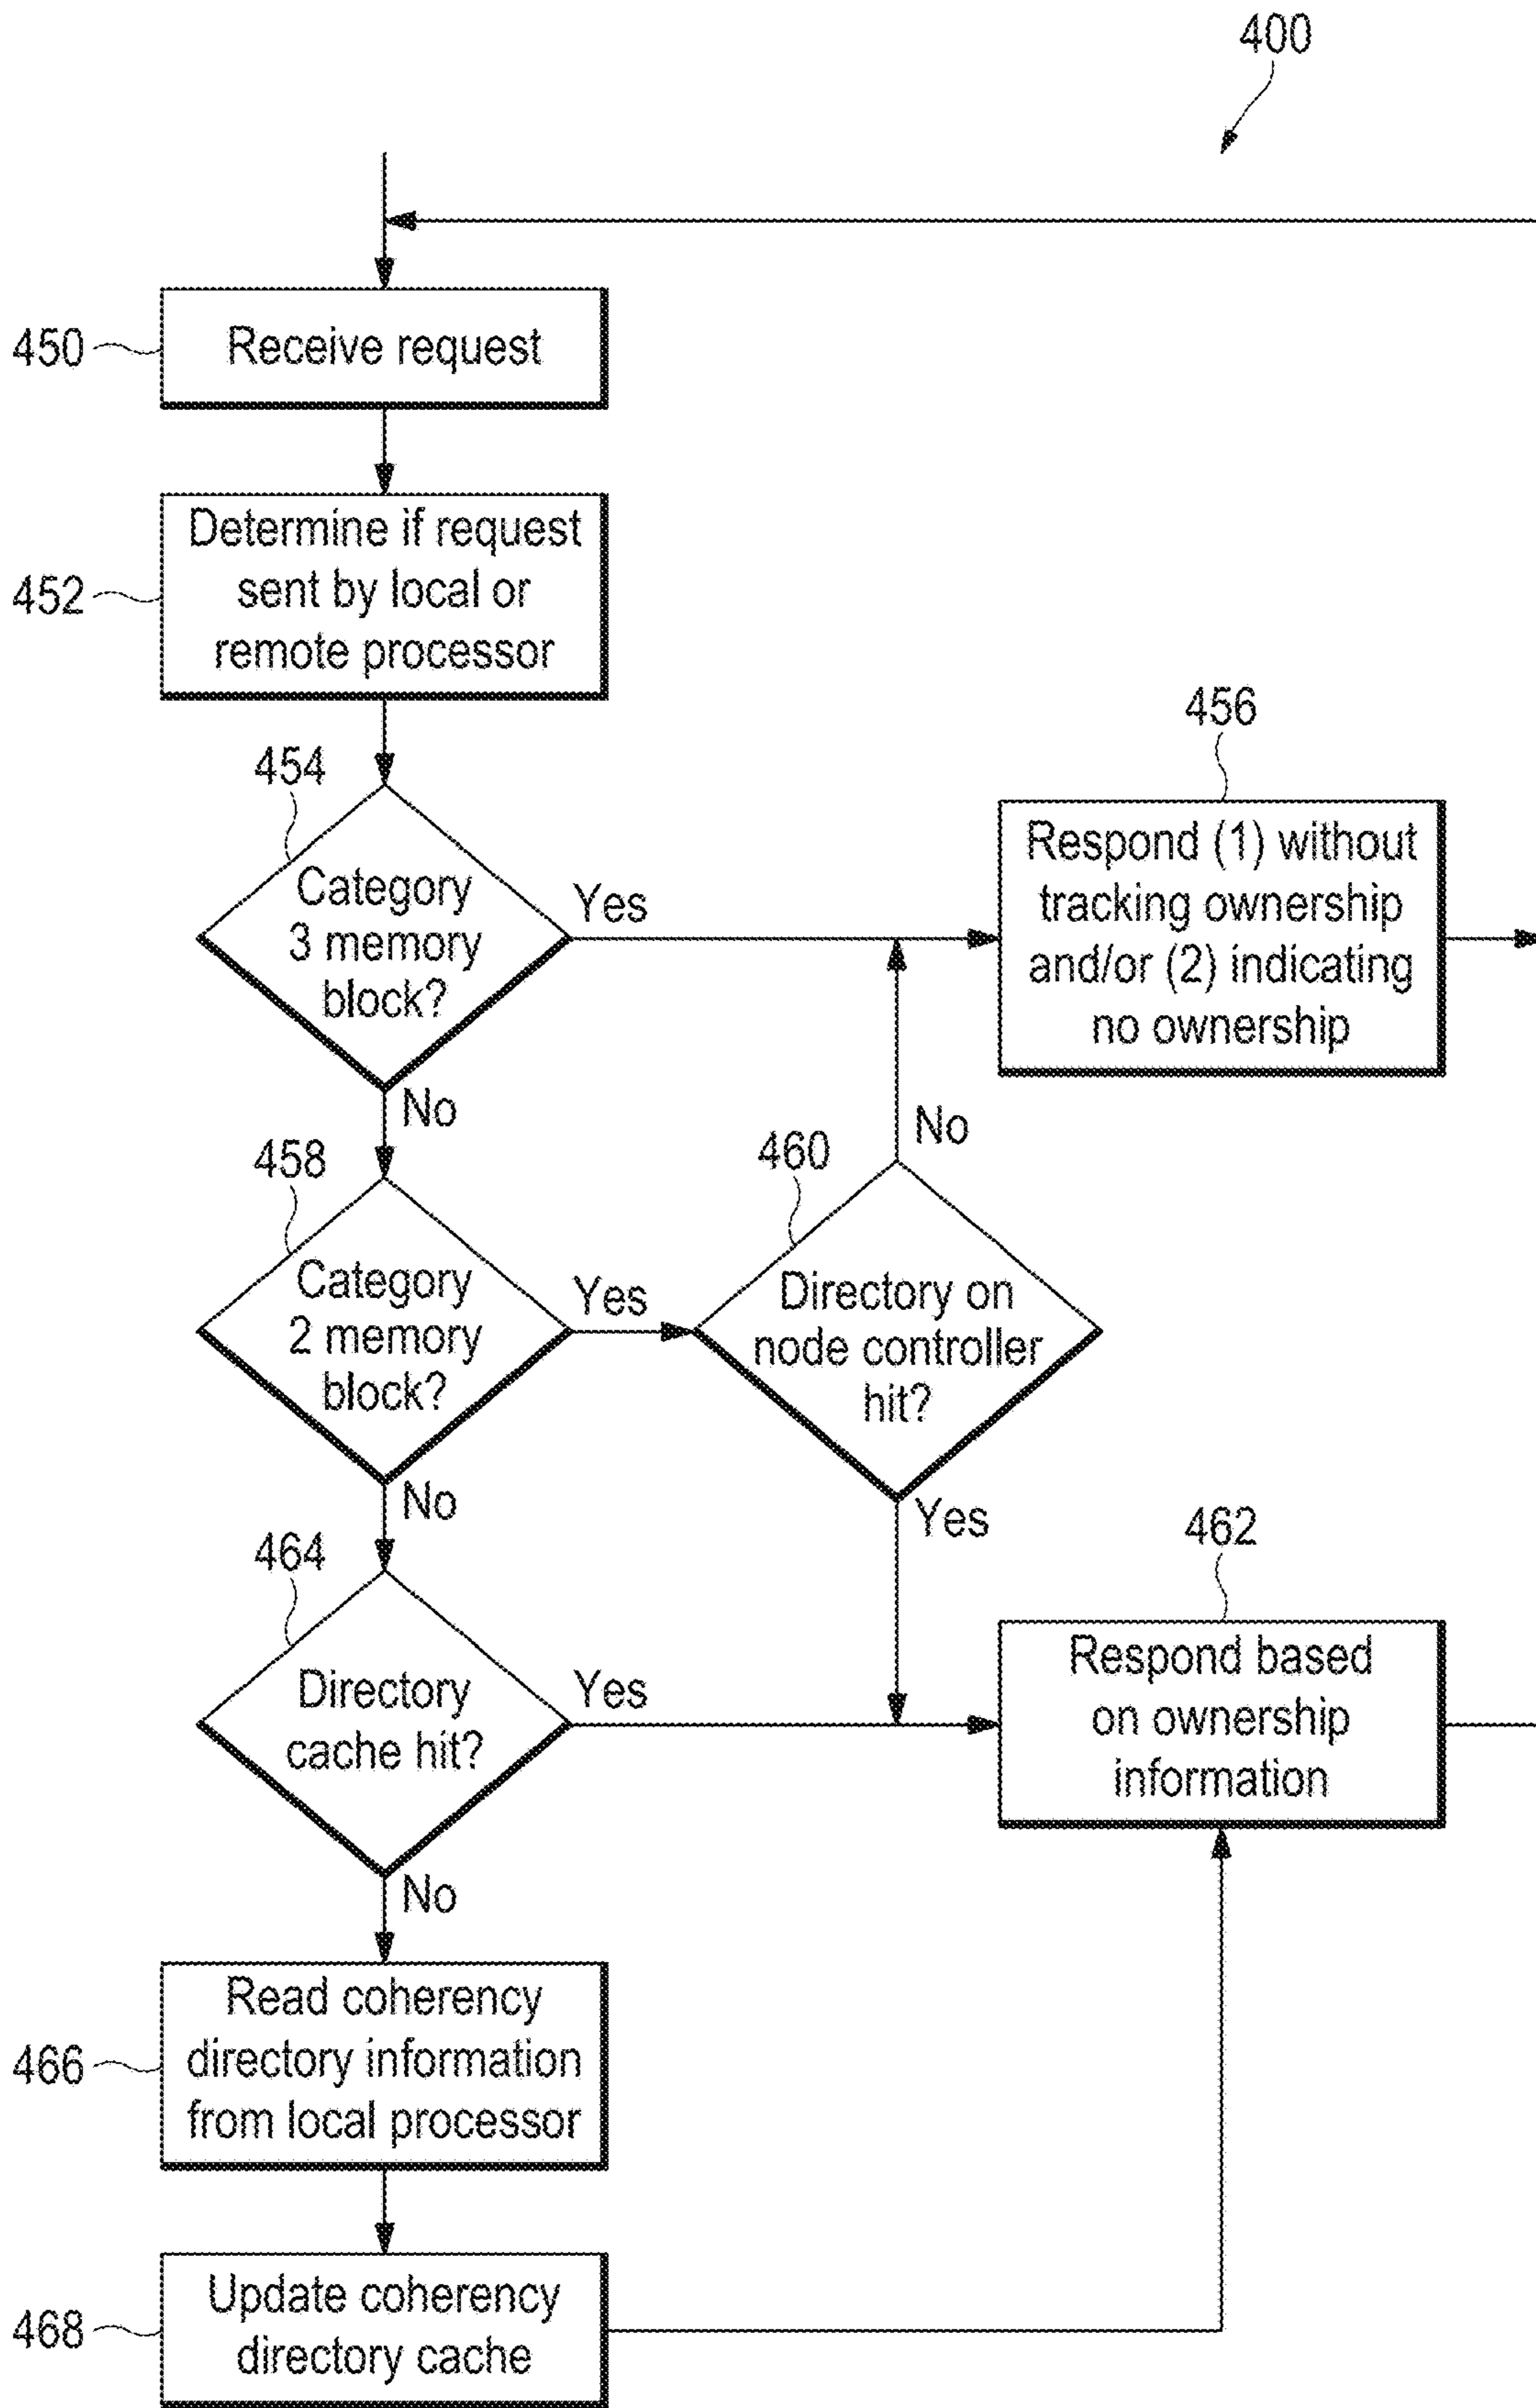 400
450
Receive request
452
Determine if request
sent by local or
remote processor
454
Category
3 memory
block?
Yes
No
456
Respond (1) without
tracking ownership
and/or (2) indicating
no ownership
458
Category
2 memory
block?
Yes
No
460
Directory on
node controller
hit?
No
Yes
462
Respond based
on ownership
information
464
Directory
cache hit?
Yes
No
466
Read coherency
directory information
from local processor
468
Update coherency
directory cache